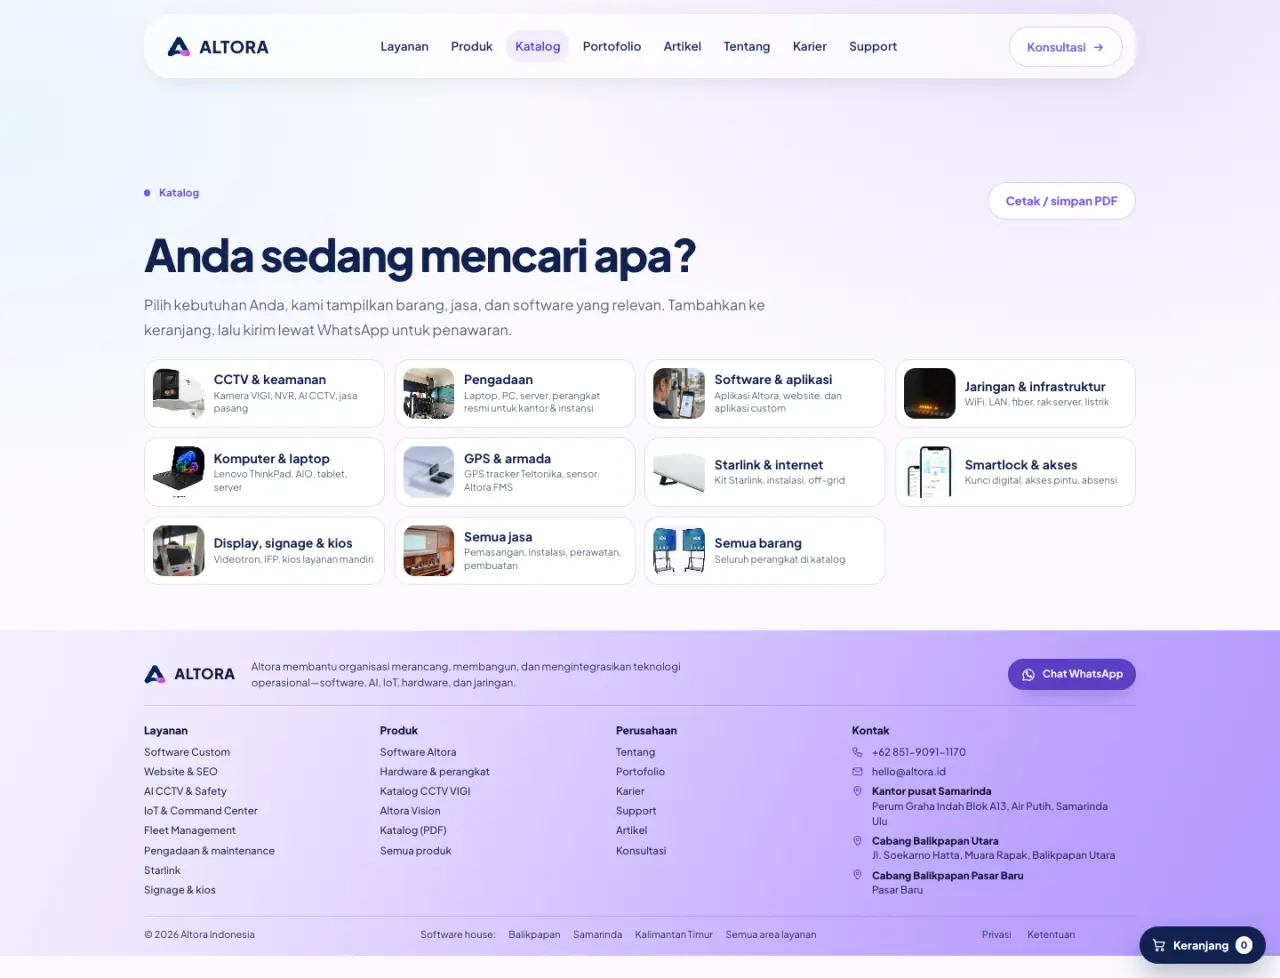 ALTORA
Layanan
Produk
Katalog
Portofolio
Artikel
Tentang
Karier
Support
Konsultasi →
Katalog
Cetak / simpan PDF
Anda sedang mencari apa?
Pilih kebutuhan Anda, kami tampilkan barang, jasa, dan software yang relevan. Tambahkan ke
keranjang, lalu kirim lewat WhatsApp untuk penawaran.
CCTV & keamanan
Kamera VIGI, NVR, AI CCTV, jasa
pasang
Pengadaan
Laptop, PC, server, perangkat
resmi untuk kantor & instansi
Software & aplikasi
Aplikasi Altora, website, dan
aplikasi custom
Jaringan & infrastruktur
WiFi, LAN, fiber, rak server, listrik
Komputer & laptop
Lenovo ThinkPad, AIO, tablet,
server
GPS & armada
GPS tracker Teltonika, sensor,
Altora FMS
Starlink & internet
Kit Starlink, instalasi, off-grid
Smartlock & akses
Kunci digital, akses pintu, absensi
Display, signage & kios
Videotron, IFP, kios layanan mandiri
Semua jasa
Pemasangan, instalasi, perawatan,
pembuatan
Semua barang
Seluruh perangkat di katalog
ALTORA
Altora membantu organisasi merancang, membangun, dan mengintegrasikan teknologi
operasional—software, AI, IoT, hardware, dan jaringan.
Chat WhatsApp
Layanan
Software Custom
Website & SEO
AI CCTV & Safety
IoT & Command Center
Fleet Management
Pengadaan & maintenance
Starlink
Signage & kios
Produk
Software Altora
Hardware & perangkat
Katalog CCTV VIGI
Altora Vision
Katalog (PDF)
Semua produk
Perusahaan
Tentang
Portofolio
Karier
Support
Artikel
Konsultasi
Kontak
+62 851-9091-1170
hello@altora.id
Kantor pusat Samarinda
Perum Graha Indah Blok A13, Air Putih, Samarinda
Ulu
Cabang Balikpapan Utara
Jl. Soekarno Hatta, Muara Rapak, Balikpapan Utara
Cabang Balikpapan Pasar Baru
Pasar Baru
© 2026 Altora Indonesia
Software house:
Balikpapan
Samarinda
Kalimantan Timur
Semua area layanan
Privasi
Ketentuan
Keranjang 0